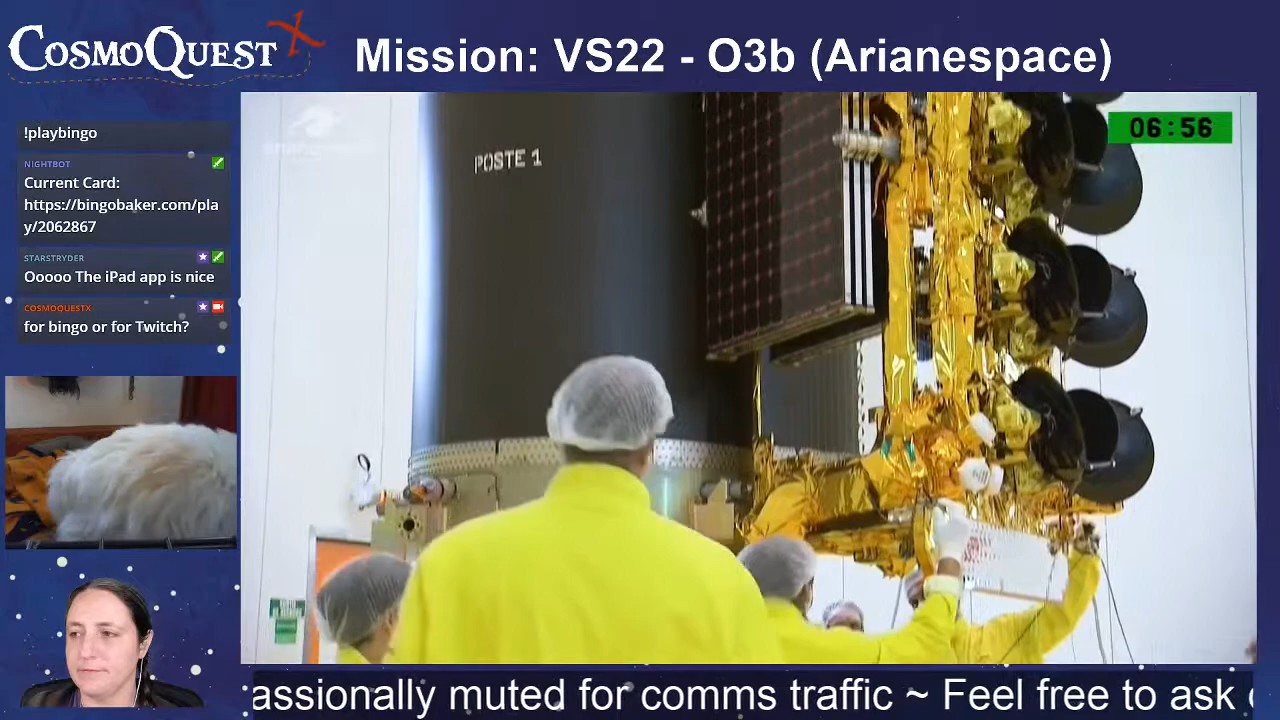 COSMOQUEST X
Mission: VS22 - O3b (Arianespace)
!playbingo
NIGHTBOT
Current Card:
https://bingobaker.com/pla
y/2062867
STARSTRYDER
Ooooo The iPad app is nice
COSMOQUESTX
for bingo or for Twitch?
POSTE 1
06:56
assionally muted for comms traffic ~ Feel free to ask